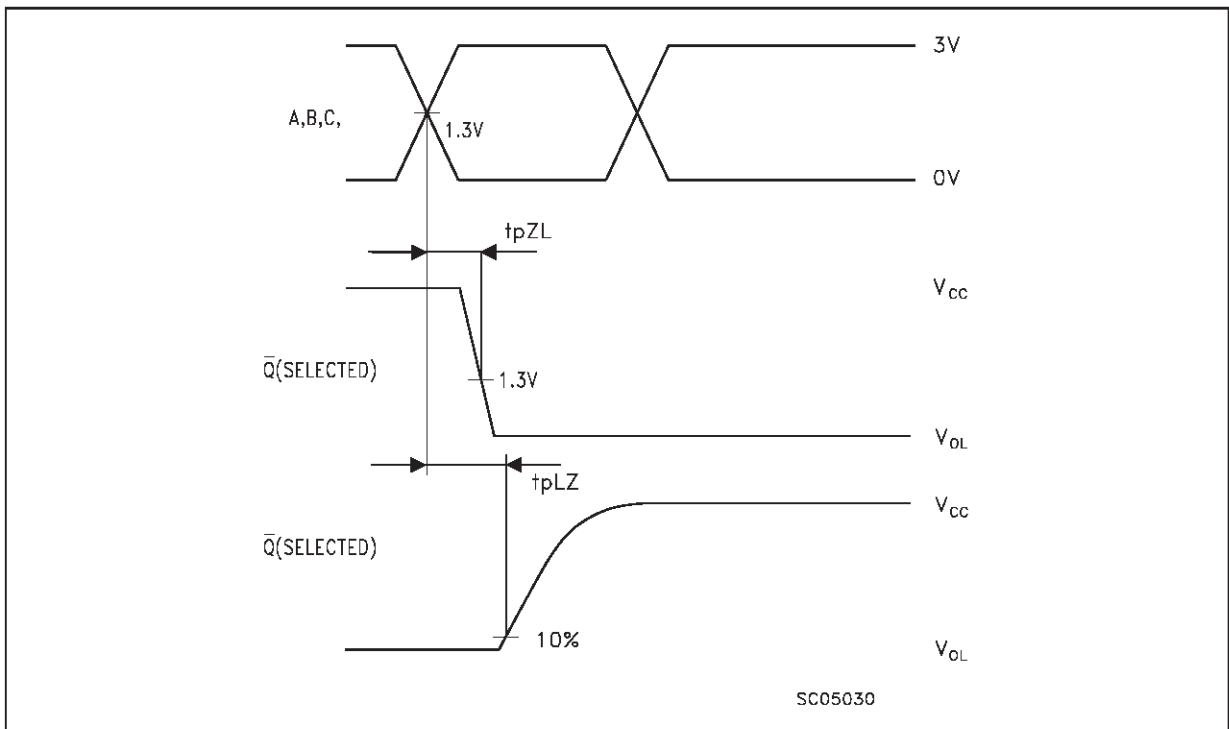 3V
A,B,C,
1.3V
0V
tpZL
VCC
Q̅(SELECTED)
1.3V
VOL
tpLZ
VCC
Q̅(SELECTED)
10%
VOL
SC05030